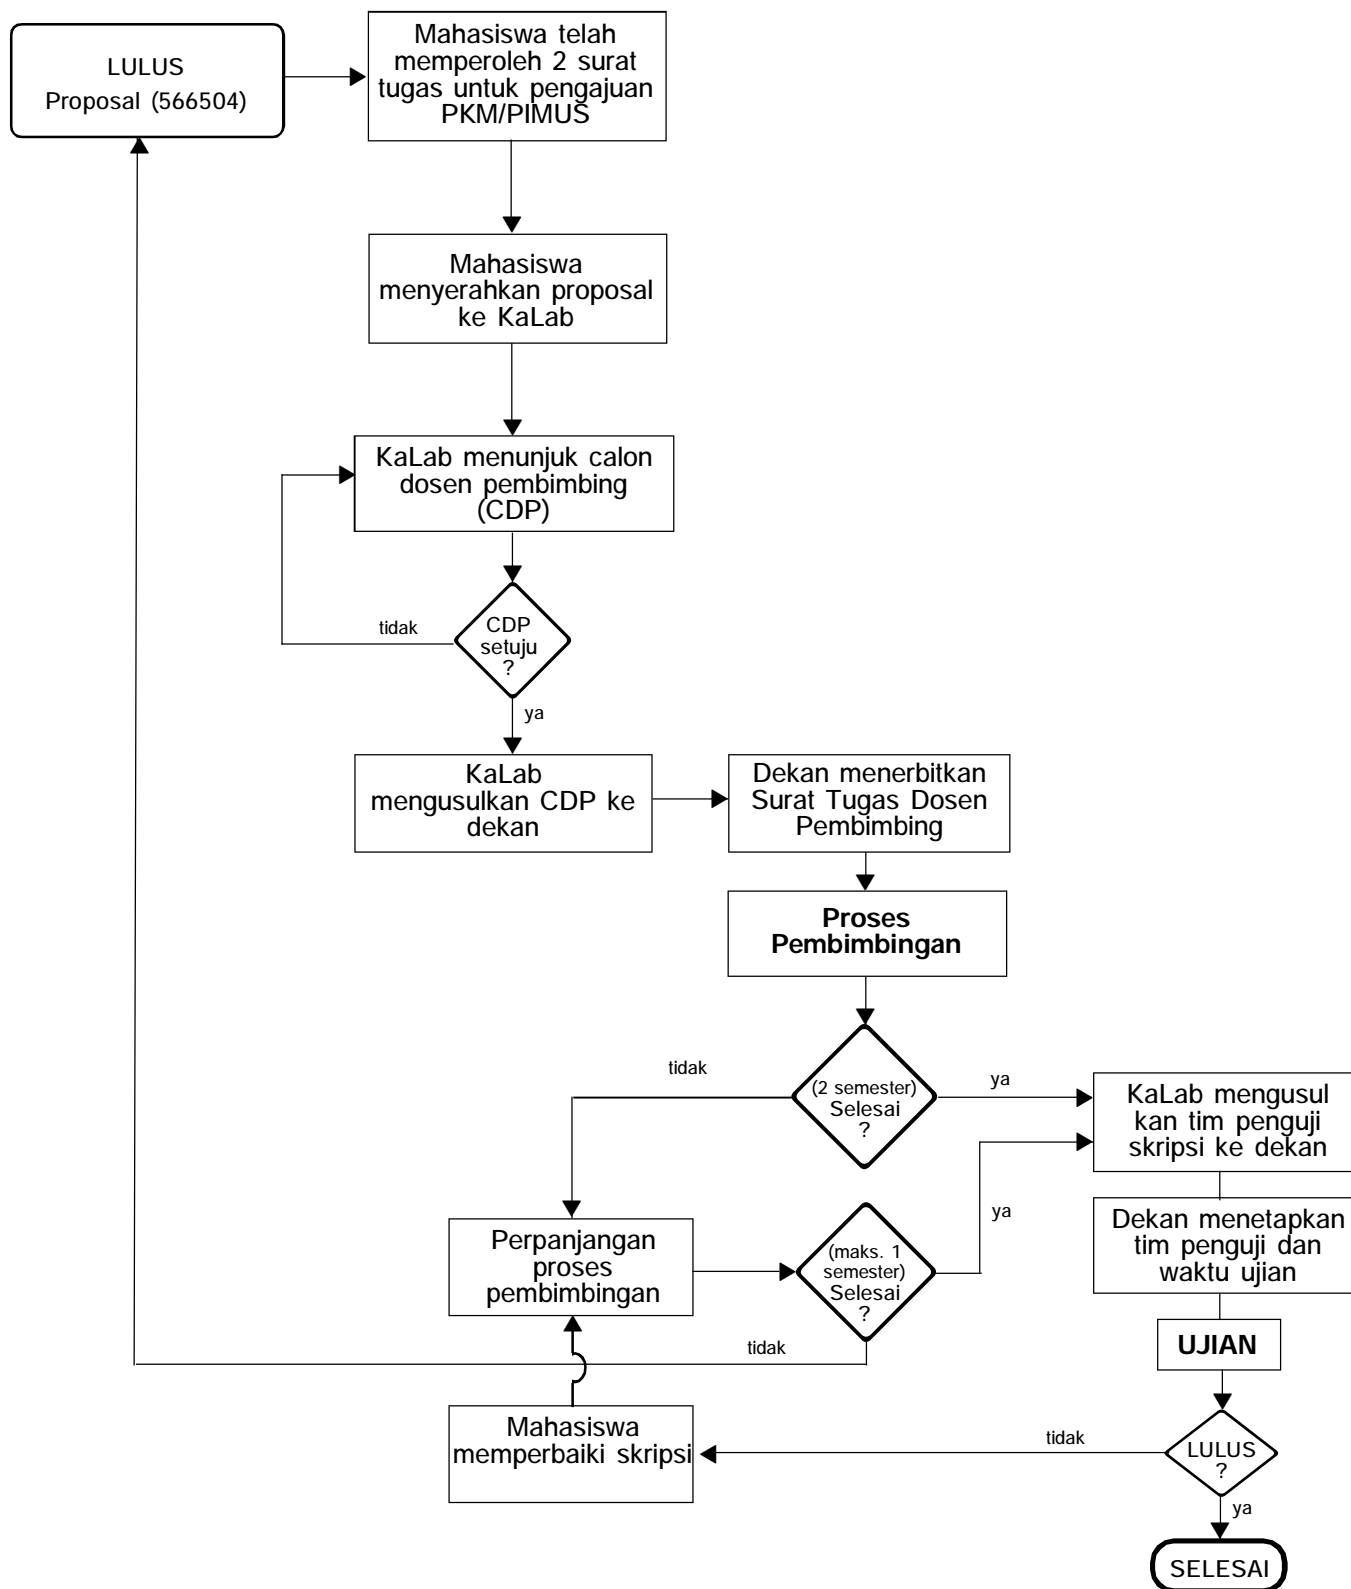 LULUS
Proposal (566504)
Mahasiswa telah
memperoleh 2 surat
tugas untuk pengajuan
PKM/PIMUS
Mahasiswa
menyerahkan proposal
ke KaLab
KaLab menunjuk calon
dosen pembimbing
(CDP)
tidak
CDP
setuju
?
ya
KaLab
mengusulkan CDP ke
dekan
Dekan menerbitkan
Surat Tugas Dosen
Pembimbing
Proses
Pembimbingan
tidak
(2 semester)
Selesai
?
ya
KaLab mengusul
kan tim penguji
skripsi ke dekan
Perpanjangan
proses
pembimbingan
(maks. 1
semester)
Selesai
?
ya
tidak
Dekan menetapkan
tim penguji dan
waktu ujian
UJIAN
Mahasiswa
memperbaiki skripsi
tidak
LULUS
?
ya
SELESAI